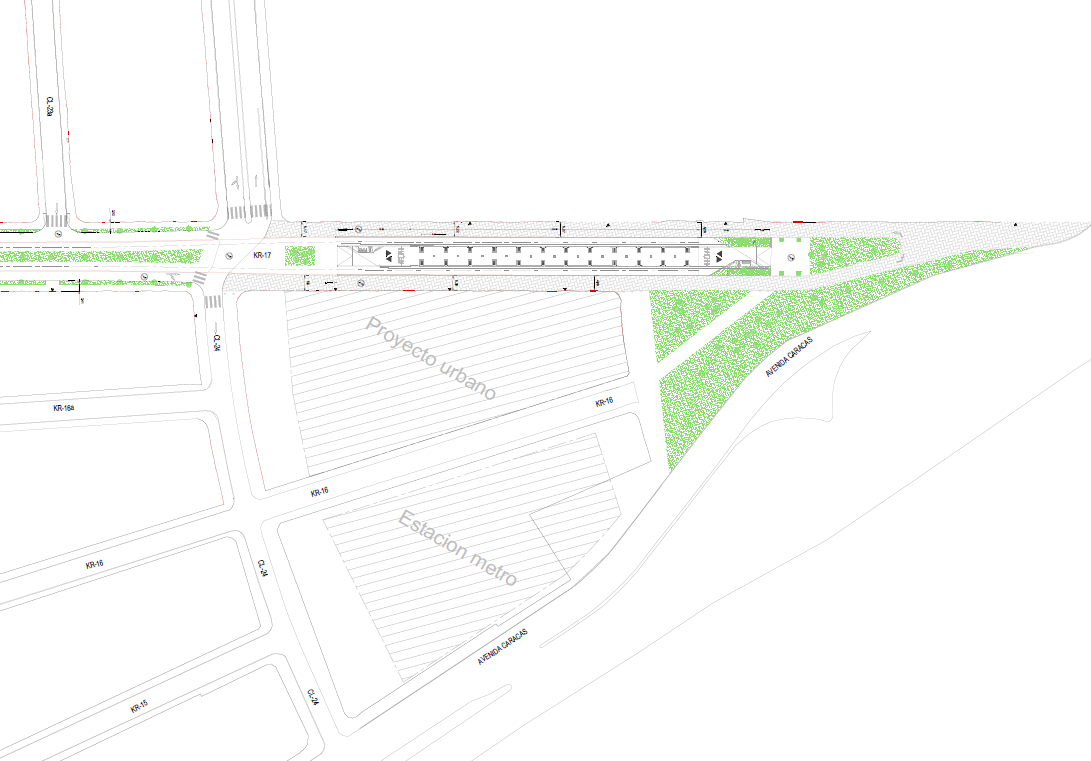 CL-23a
KR-17
Proyecto urbano
CL-24
AVENIDA CARACAS
KR-16a
KR-16
KR-16
Estacion metro
KR-16
CL-24
AVENIDA CARACAS
CL-24
KR-15